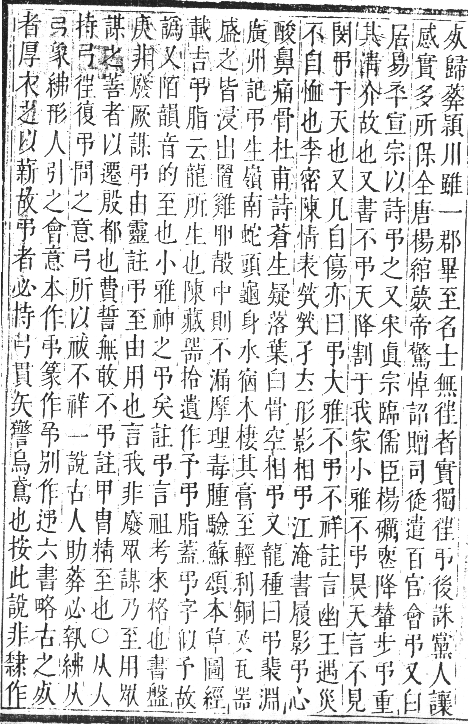 父歸葬潁川雖一郡畢至名士無徃者實獨徃弔後誅黨人讓
感實多所保全唐楊綰薨帝驚悼詔贈司徒遣百官會弔又白
居易卒宣宗以詩弔之又宋眞宗臨儒臣楊礪喪降輦步弔重
其淸介故也又書不弔天降割于我家小雅不弔昊天言不見
閔弔于天也又凡自傷亦曰弔大雅不弔不祥註言幽王遇災
不自恤也李密陳情表煢煢孑立形影相弔江淹書履影弔心
酸鼻痛骨杜甫詩蒼生疑落葉白骨空相弔又龍種曰弔裴淵
廣州記弔生嶺南蛇頭龜身水宿木棲其膏至輕利銅及瓦器
盛之皆浸出置雞卵殼中則不漏摩理毒腫驗蘇頌本草圖經
載吉弔脂云龍所生也陳藏器拾遺作予弔脂蓋弔字似予故
譌又陌韻音的至也小雅神之弔矣註弔言祖考來格也書盤
庚非廢厥謀弔由靈註弔至由用也言我非廢眾謀乃至用眾
謀之善者以遷殷都也費誓無敢不弔註甲冑精至也○从人
持弓徃復弔問之意弓所以祓不祥一說古人助葬必執紼从
弓象紼形人引之會意本作弔篆作弔別作𨒉六書略古之葬
者厚衣之以薪故弔者必持弓貫矢警烏鳶也按此說非隸作